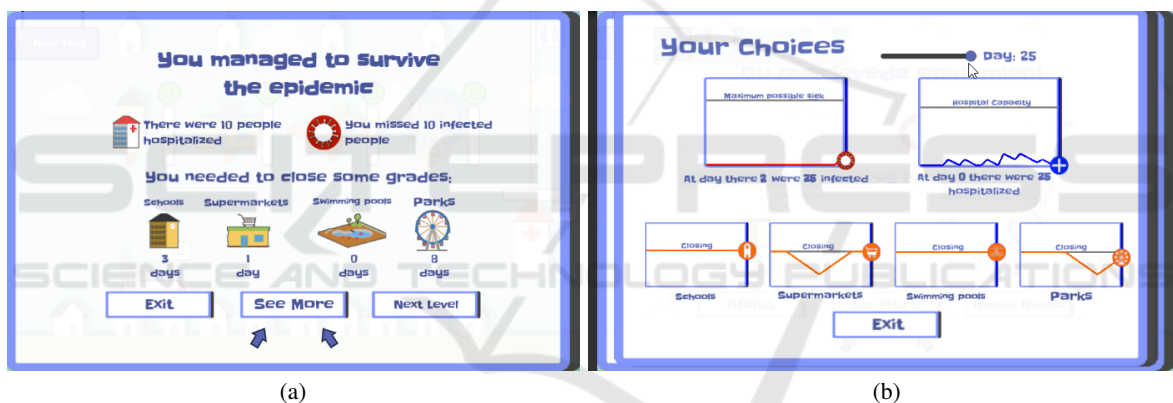 You managed to survive
the epidemic
There were 10 people
hospitalized
You missed 10 infected
people
You needed to close some grades:
Schools Supermarkets Swimming pools Parks
3 1 0 8
days day days days
Exit See More Next Level
(a)
Your Choices
Day: 25
Maximum possible sick
Hospital Capacity
At day there 2 were 25 infected
At day 0 there were 25
hospitalized
Closing Closing Closing Closing
Schools Supermarkets Swimming pools Parks
Exit
(b)
SCITEPRESS
SCIENCE AND TECHNOLOGY PUBLICATIONS